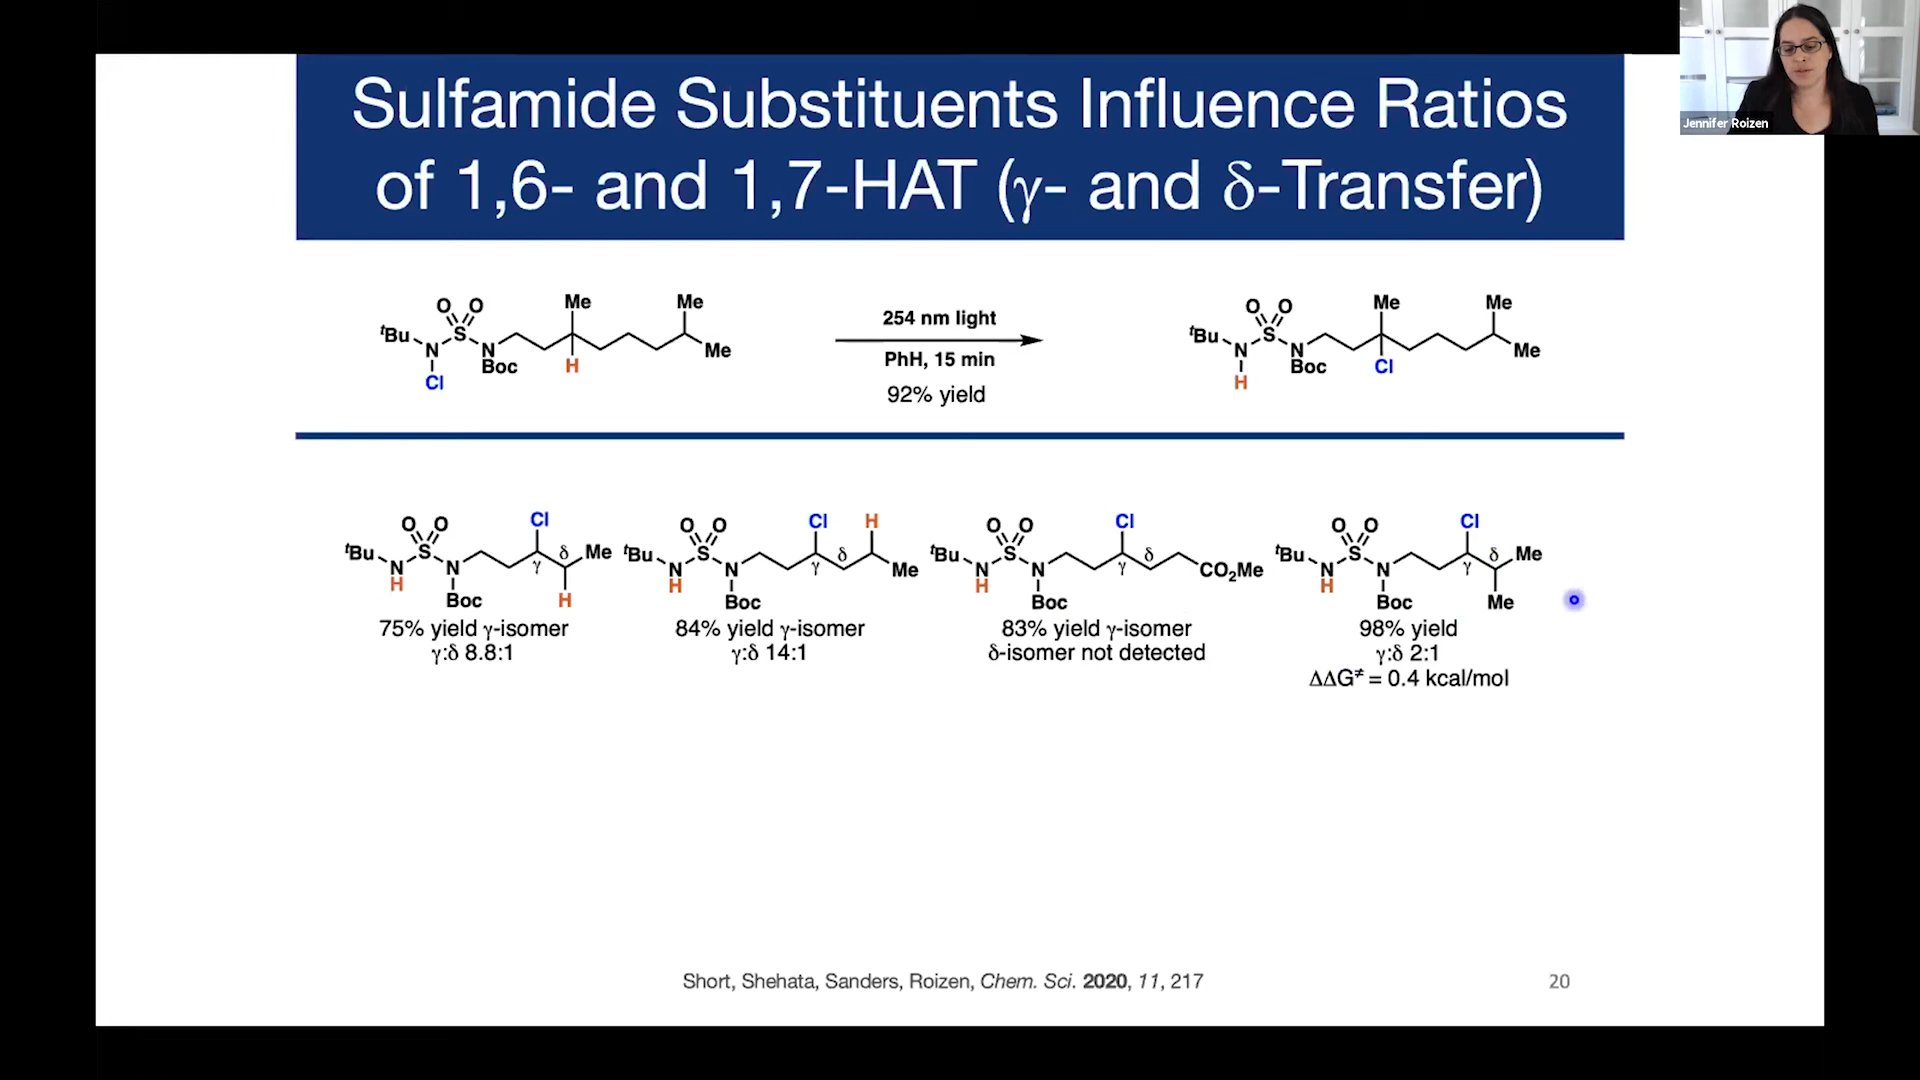 Sulfamide Substituents Influence Ratios
of 1,6- and 1,7-HAT (γ- and δ-Transfer)
Jennifer Roizen
O O
Me
Me
ᵗBu
S
N
N
Me
Cl
Boc
H
254 nm light
PhH, 15 min
92% yield
O O
Me
Me
ᵗBu
S
N
N
Me
H
Boc
Cl
O O
Cl
ᵗBu
S
δ
Me
N
N
γ
H
Boc
H
75% yield γ-isomer
γ:δ 8.8:1
O O
Cl
H
ᵗBu
S
δ
N
N
γ
Me
H
Boc
84% yield γ-isomer
γ:δ 14:1
O O
Cl
ᵗBu
S
δ
N
N
γ
CO₂Me
H
Boc
83% yield γ-isomer
δ-isomer not detected
O O
Cl
ᵗBu
S
δ
Me
N
N
γ
H
Boc
Me
98% yield
γ:δ 2:1
ΔΔG≠ = 0.4 kcal/mol
Short, Shehata, Sanders, Roizen, Chem. Sci. 2020, 11, 217
20